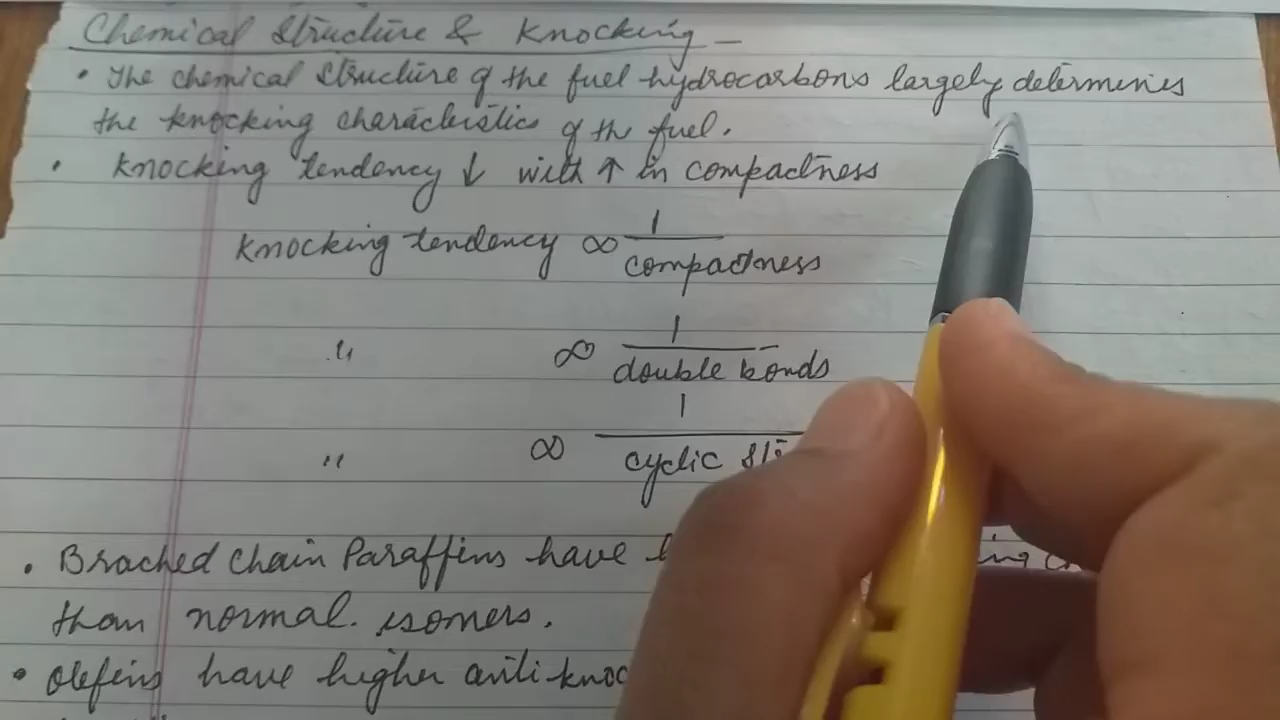 Chemical Structure & Knocking -
• The chemical structure of the fuel hydrocarbons largely determines
the knocking characteristics of the fuel.
• Knocking tendency ↓ with ↑ in compactness
Knocking tendency ∝ 1/compactness
" ∝ 1/double bonds
" ∝ 1/cyclic
• Brached chain Paraffins have
than normal isomers.
• Olefins have higher anti-knoc